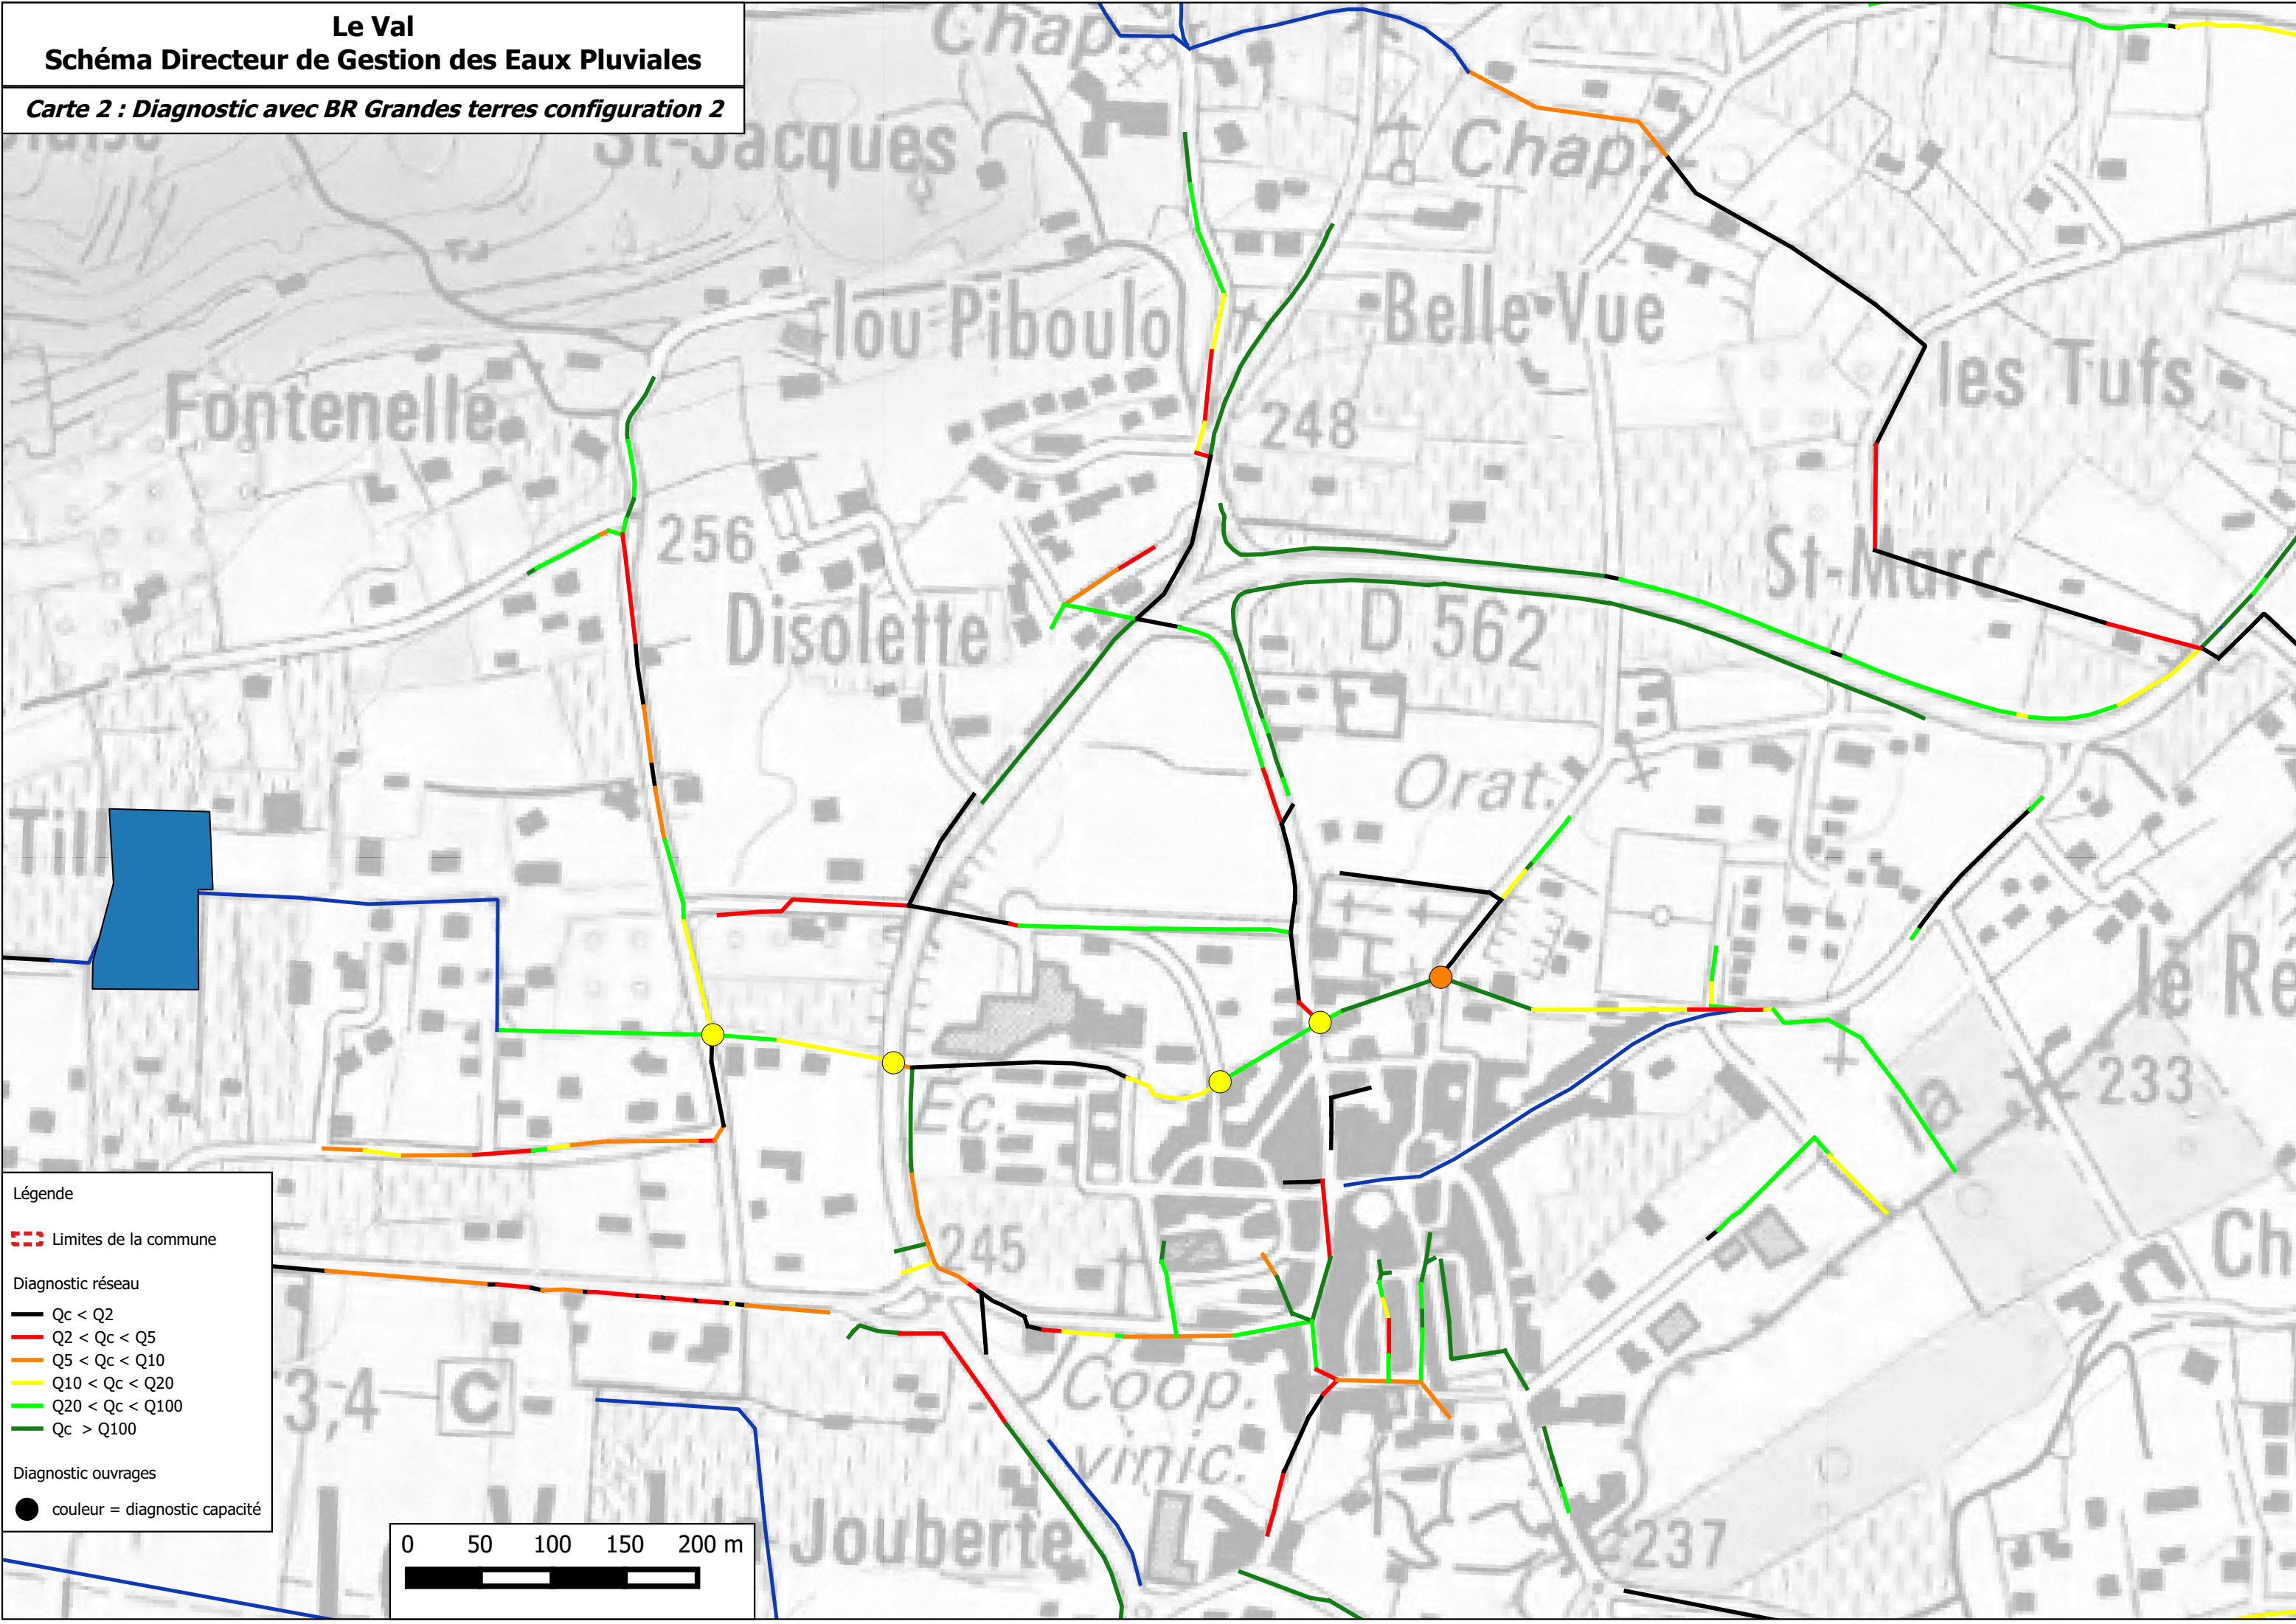 Le Val
Schéma Directeur de Gestion des Eaux Pluviales
Carte 2 : Diagnostic avec BR Grandes terres configuration 2
Chap.
St-Jacques
Chap.
lou Piboulo
Belle Vue
les Tufs
Fontenelle
248
256
St-Marc
Disolette
D 562
Orat.
Till
le Re
233
Ec.
245
Ch
3,4
C
Coop.
vinic.
Jouberte
237
Légende
Limites de la commune
Diagnostic réseau
Qc < Q2
Q2 < Qc < Q5
Q5 < Qc < Q10
Q10 < Qc < Q20
Q20 < Qc < Q100
Qc > Q100
Diagnostic ouvrages
couleur = diagnostic capacité
0 50 100 150 200 m